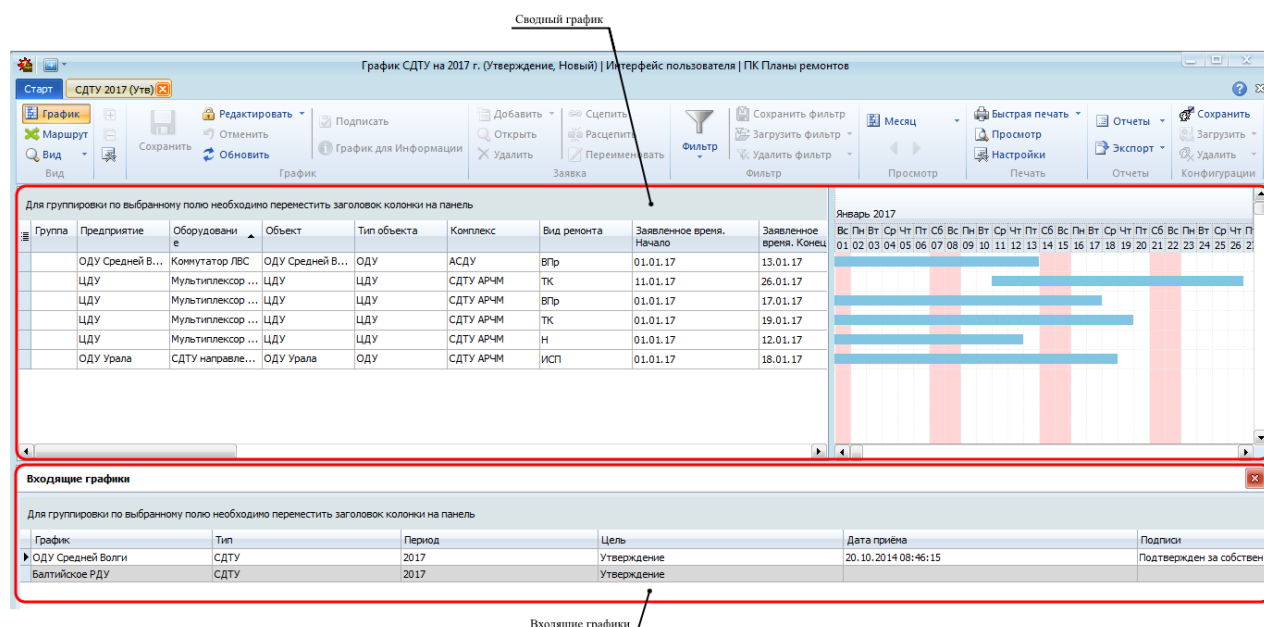 Сводный график
График СДТУ на 2017 г. (Утверждение, Новый) | Интерфейс пользователя | ПК Планы ремонтов
Старт СДТУ 2017 (Утв)
График Редактировать Подписать Добавить Сцепить Сохранить фильтр Месяц Быстрая печать Отчеты Сохранить
Маршрут Отменить Открыть Расцепить Загрузить фильтр Просмотр Экспорт Загрузить
Вид Сохранить Обновить График для Информации Удалить Переименовать Фильтр Удалить фильтр Настройки Удалить
Вид График Заявка Фильтр Просмотр Печать Отчеты Конфигурации
Для группировки по выбранному полю необходимо переместить заголовок колонки на панель
Январь 2017
Группа Предприятие Оборудовани е Объект Тип объекта Комплекс Вид ремонта Заявленное время. Начало Заявленное время. Конец
Вс Пн Вт Ср Чт Пт Сб Вс Пн Вт Ср Чт Пт Сб Вс Пн Вт Ср Чт Пт Сб Вс Пн Вт Ср Чт
01 02 03 04 05 06 07 08 09 10 11 12 13 14 15 16 17 18 19 20 21 22 23 24 25 26
ОДУ Средней В... Коммутатор ЛВС ОДУ Средней В... ОДУ АСДУ ВПр 01.01.17 13.01.17
ЦДУ Мультиплексор ... ЦДУ ЦДУ СДТУ АРЧМ ТК 11.01.17 26.01.17
ЦДУ Мультиплексор ... ЦДУ ЦДУ СДТУ АРЧМ ВПр 01.01.17 17.01.17
ЦДУ Мультиплексор ... ЦДУ ЦДУ СДТУ АРЧМ ТК 01.01.17 19.01.17
ЦДУ Мультиплексор ... ЦДУ ЦДУ СДТУ АРЧМ Н 01.01.17 12.01.17
ОДУ Урала СДТУ направле... ОДУ Урала ОДУ СДТУ АРЧМ ИСП 01.01.17 18.01.17
Входящие графики
Для группировки по выбранному полю необходимо переместить заголовок колонки на панель
График Тип Период Цель Дата приёма Подписи
ОДУ Средней Волги СДТУ 2017 Утверждение 20.10.2014 08:46:15 Подтвержден за собствен
Балтийское РДУ СДТУ 2017 Утверждение
Входящие графики